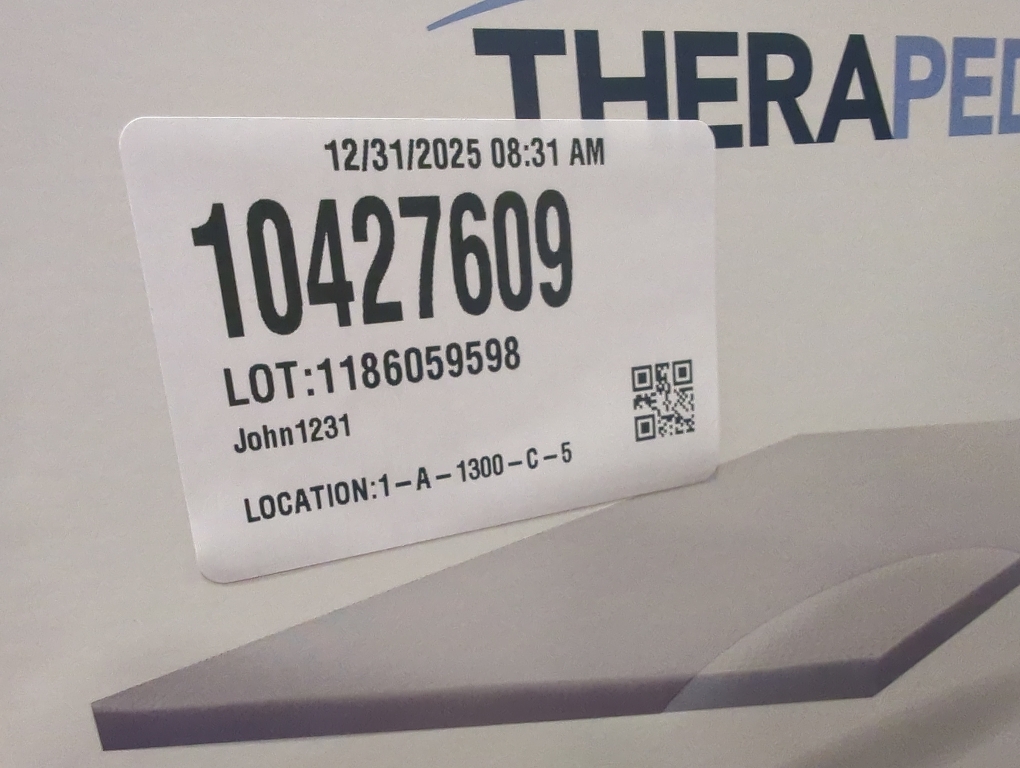 THERAPED
12/31/2025 08:31 AM
10427609
LOT:1186059598
John1231
LOCATION:1-A-1300-C-5